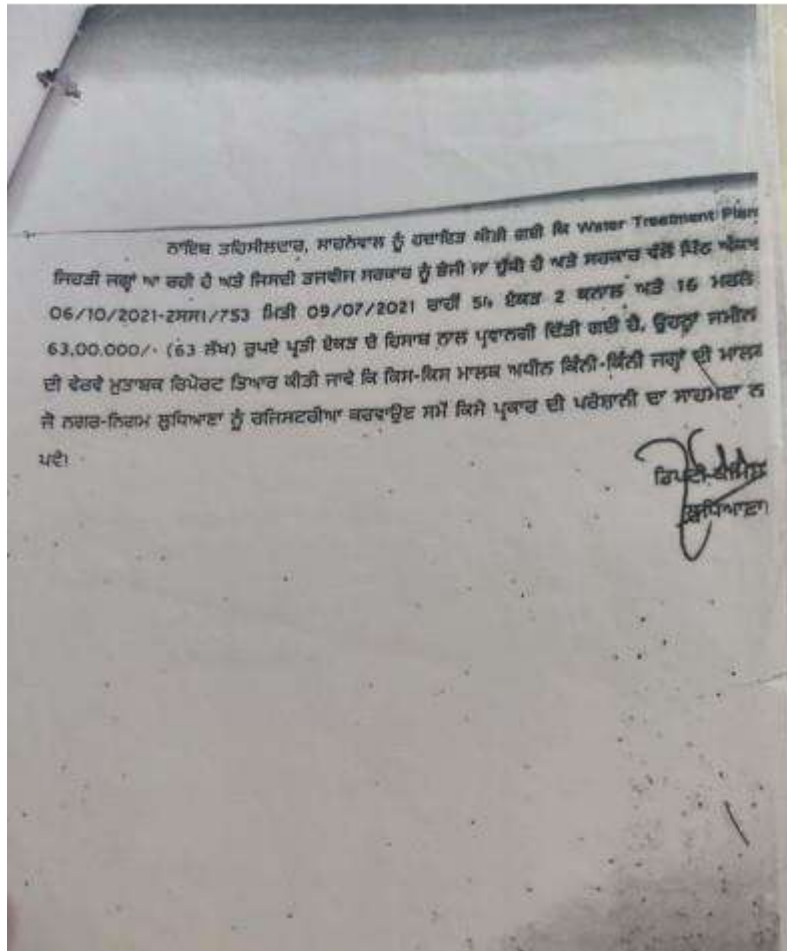 ਨਾਇਬ ਤਹਿਸੀਲਦਾਰ, ਸਾਹਨੇਵਾਲ ਨੂੰ ਹਦਾਇਤ ਕੀਤੀ ਗਈ ਕਿ Water Treatment Plan
ਜਿਹੜੀ ਜਗ੍ਹਾਂ ਆ ਰਹੀ ਹੈ ਅਤੇ ਜਿਸਦੀ ਤਜਵੀਜ ਸਰਕਾਰ ਨੂੰ ਭੇਜੀ ਜਾ ਚੁੱਕੀ ਹੈ ਅਤੇ ਸਰਕਾਰ ਵੱਲੋਂ ਪਿੱਠ
06/10/2021-2ਸਸ1/753 ਮਿਤੀ 09/07/2021 ਰਾਹੀਂ 54 ਏਕੜ 2 ਕਨਾਲ ਅਤੇ 16 ਮਰਲੇ
63,00,000/- (63 ਲੱਖ) ਰੁਪਏ ਪ੍ਰਤੀ ਏਕੜ ਦੇ ਹਿਸਾਬ ਨਾਲ ਪ੍ਰਵਾਨਗੀ ਦਿੱਤੀ ਗਈ ਹੈ, ਉਹਨ੍ਹਾਂ ਜਮੀਨ
ਦੀ ਵੇਰਵੇ ਮੁਤਾਬਕ ਰਿਪੋਰਟ ਤਿਆਰ ਕੀਤੀ ਜਾਵੇ ਕਿ ਕਿਸ-ਕਿਸ ਮਾਲਕ ਅਧੀਨ ਕਿੰਨੀ-ਕਿੰਨੀ ਜਗ੍ਹਾਂ ਦੀ ਮਾਲਕ
ਜੋ ਨਗਰ-ਨਿਗਮ ਲੁਧਿਆਣਾ ਨੂੰ ਰਜਿਸਟਰੀਆ ਕਰਵਾਉਣ ਸਮੇਂ ਕਿਸੇ ਪ੍ਰਕਾਰ ਦੀ ਪਰੇਸ਼ਾਨੀ ਦਾ ਸਾਹਮੇਣਾ ਨ
ਪਵੇ।
ਡਿਪਟੀ
ਲੁਧਿਆਣਾ।